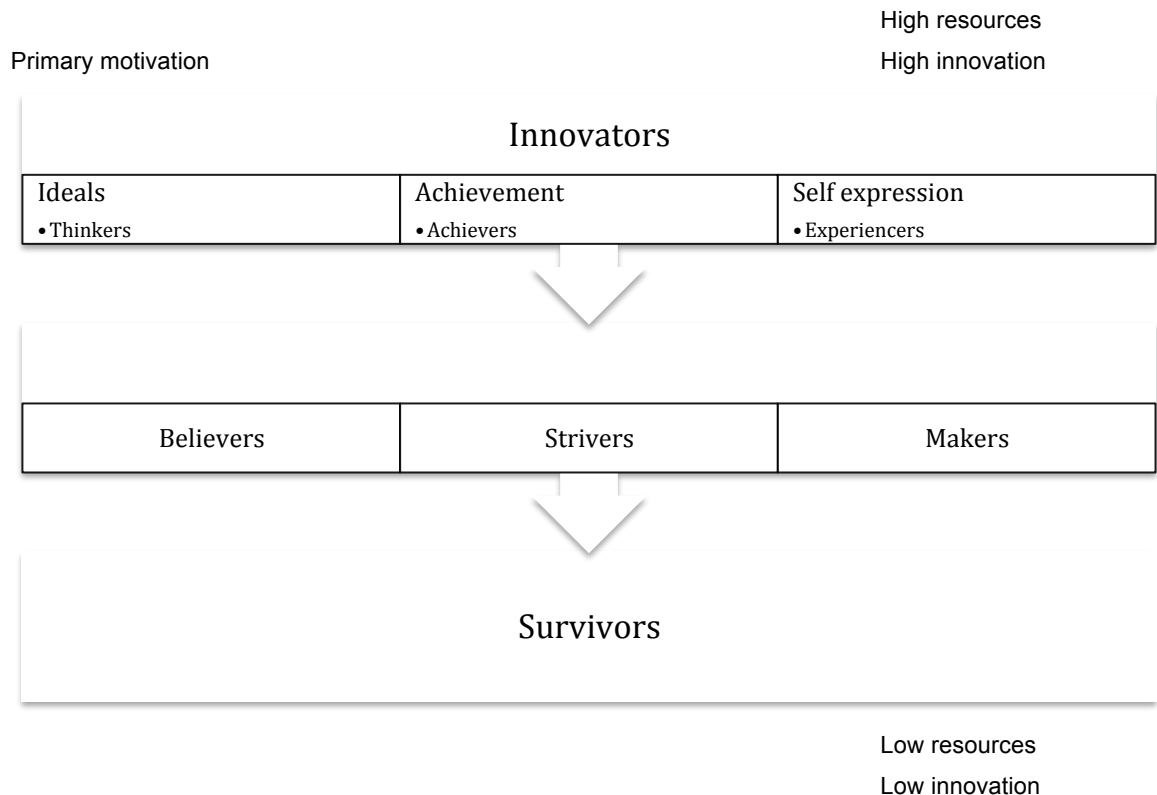 High resources
Primary motivation
High innovation
Innovators
Ideals
• Thinkers
Achievement
• Achievers
Self expression
• Experiencers
Believers
Strivers
Makers
Survivors
Low resources
Low innovation